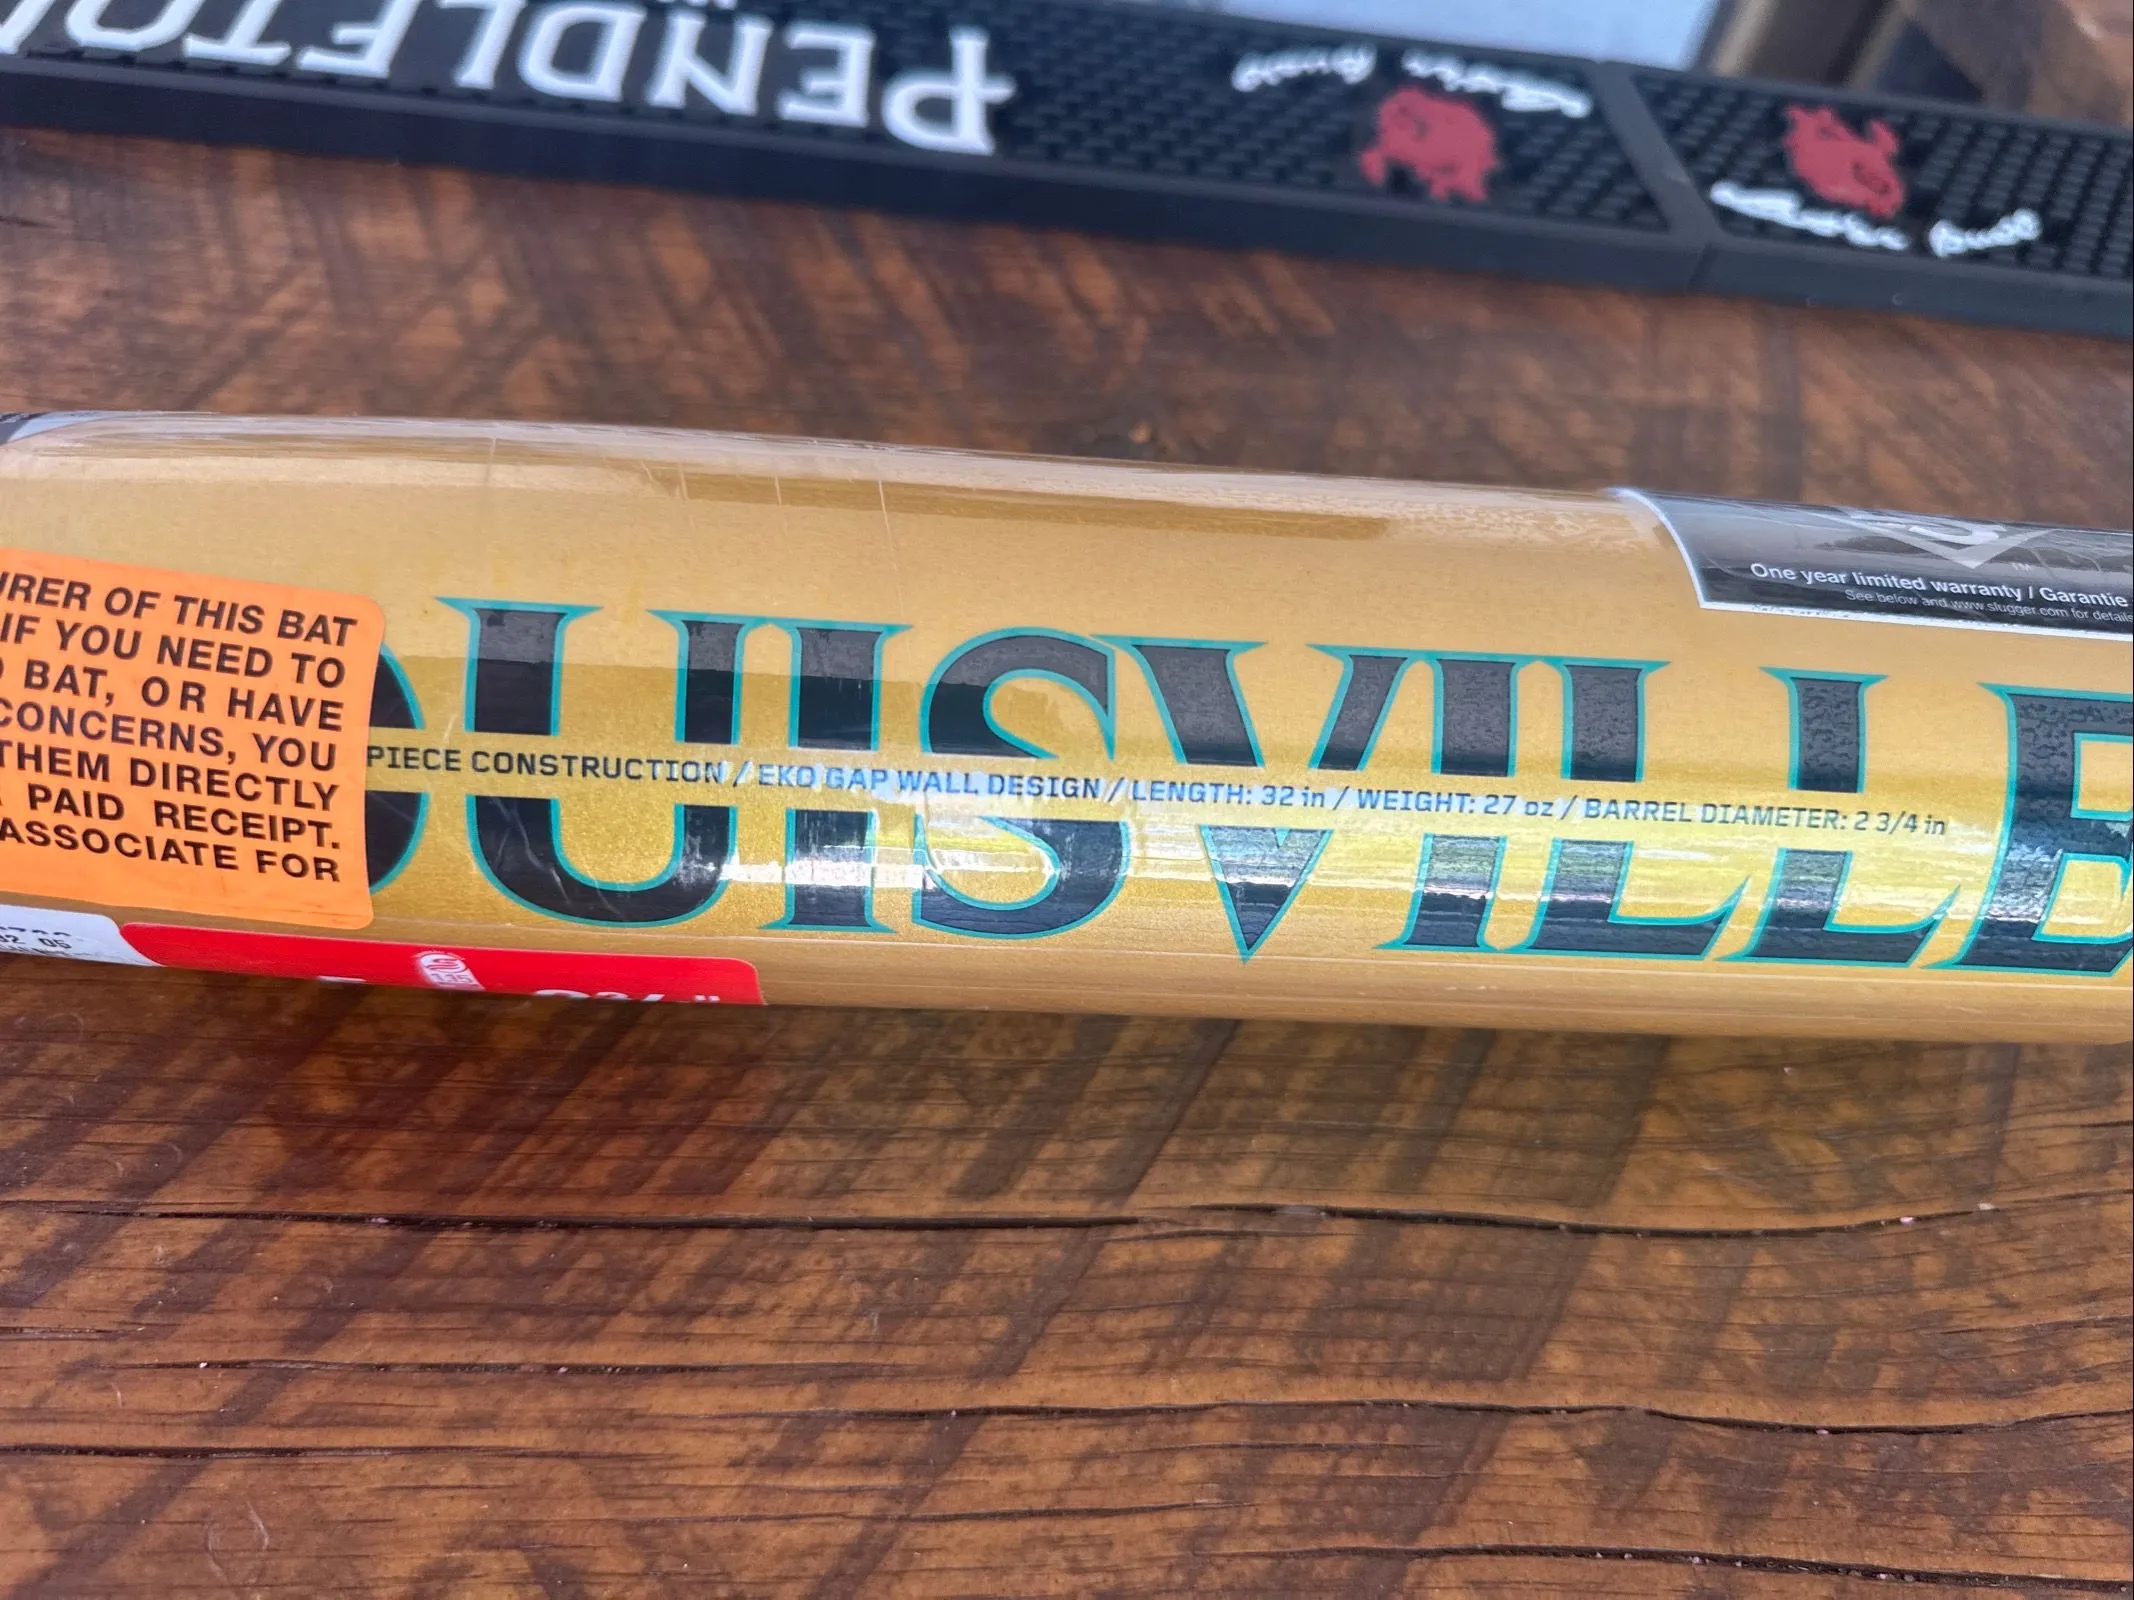 PENDLETO
URER OF THIS BAT
IF YOU NEED TO
BAT, OR HAVE
CONCERNS, YOU
THEM DIRECTLY
PAID RECEIPT.
ASSOCIATE FOR
OUISVILLE
PIECE CONSTRUCTION / EKO GAP WALL DESIGN / LENGTH: 32 in / WEIGHT: 27 oz / BARREL DIAMETER: 2 3/4 in
One year limited warranty / Garantie
See below and www.slugger.com for details